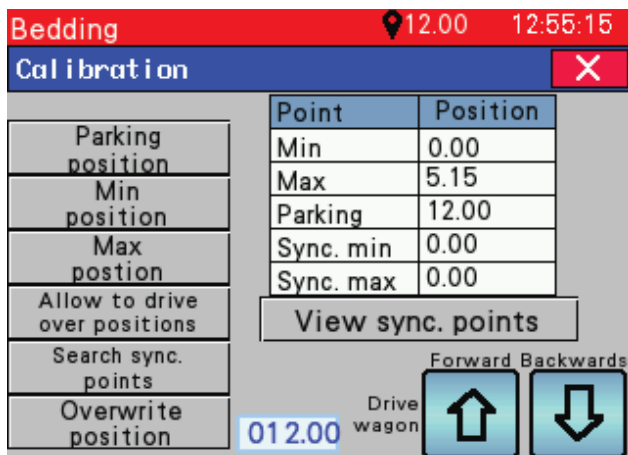 Bedding 12.00 12:55:15
Calibration X
Parking
position
Min
position
Max
postion
Allow to drive
over positions
Search sync.
points
Overwrite
position
Point Position
Min 0.00
Max 5.15
Parking 12.00
Sync. min 0.00
Sync. max 0.00
View sync. points
Forward Backwards
Drive
wagon
012.00